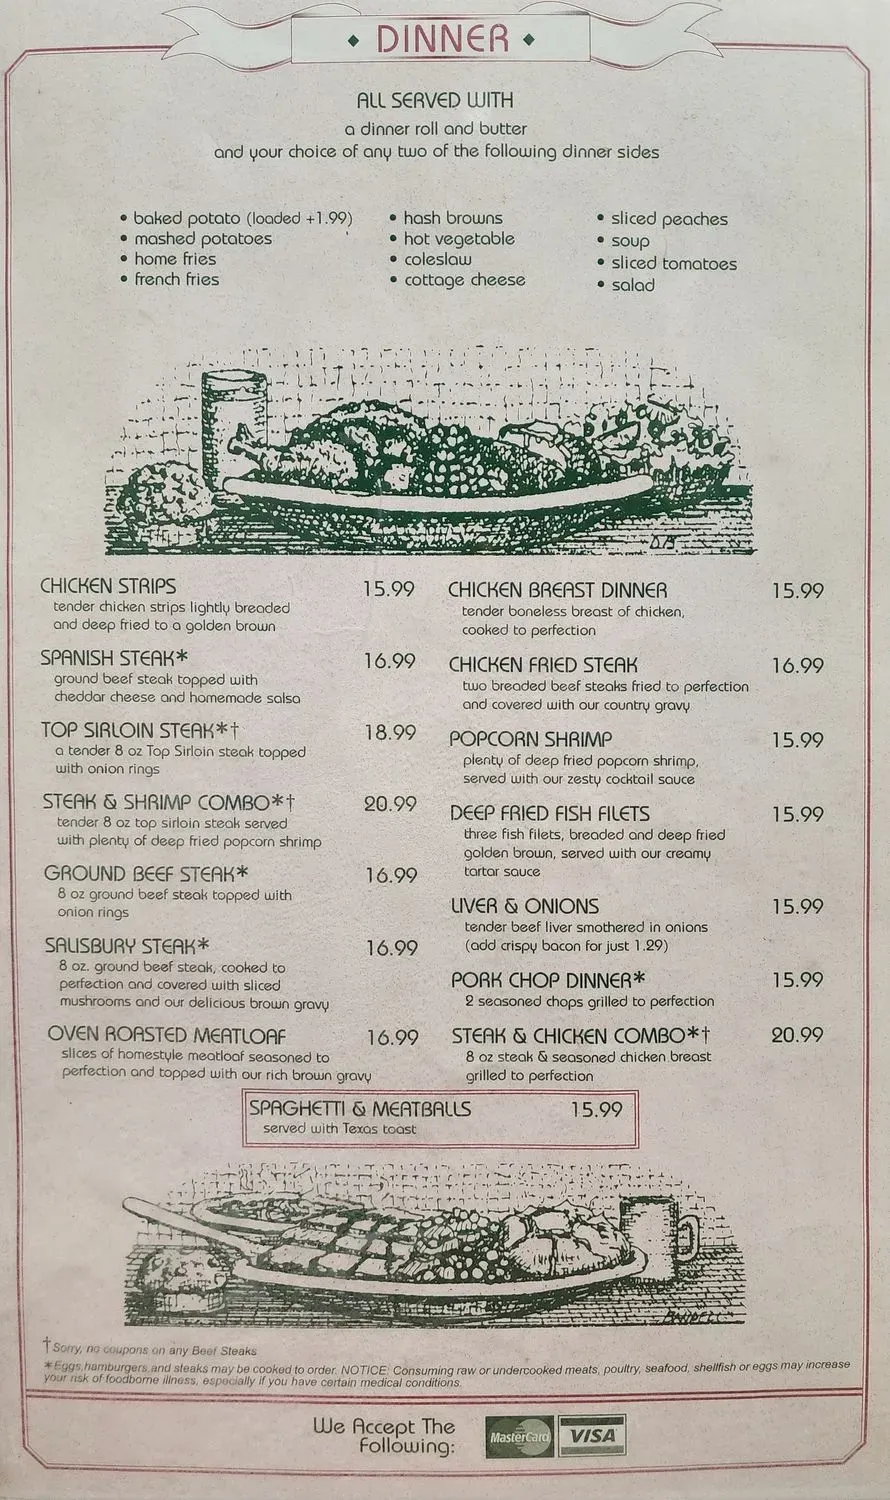 DINNER
ALL SERVED WITH
a dinner roll and butter
and your choice of any two of the following dinner sides
• baked potato (loaded +1.99)
• mashed potatoes
• home fries
• french fries
• hash browns
• hot vegetable
• coleslaw
• cottage cheese
• sliced peaches
• soup
• sliced tomatoes
• salad
CHICKEN STRIPS 15.99
tender chicken strips lightly breaded
and deep fried to a golden brown
SPANISH STEAK* 16.99
ground beef steak topped with
cheddar cheese and homemade salsa
TOP SIRLOIN STEAK*† 18.99
a tender 8 oz Top Sirloin steak topped
with onion rings
STEAK & SHRIMP COMBO*† 20.99
tender 8 oz top sirloin steak served
with plenty of deep fried popcorn shrimp
GROUND BEEF STEAK* 16.99
8 oz ground beef steak topped with
onion rings
SALISBURY STEAK* 16.99
8 oz. ground beef steak, cooked to
perfection and covered with sliced
mushrooms and our delicious brown gravy
OVEN ROASTED MEATLOAF 16.99
slices of homestyle meatloaf seasoned to
perfection and topped with our rich brown gravy
CHICKEN BREAST DINNER 15.99
tender boneless breast of chicken,
cooked to perfection
CHICKEN FRIED STEAK 16.99
two breaded beef steaks fried to perfection
and covered with our country gravy
POPCORN SHRIMP 15.99
plenty of deep fried popcorn shrimp,
served with our zesty cocktail sauce
DEEP FRIED FISH FILETS 15.99
three fish filets, breaded and deep fried
golden brown, served with our creamy
tartar sauce
LIVER & ONIONS 15.99
tender beef liver smothered in onions
(add crispy bacon for just 1.29)
PORK CHOP DINNER* 15.99
2 seasoned chops grilled to perfection
STEAK & CHICKEN COMBO*† 20.99
8 oz steak & seasoned chicken breast
grilled to perfection
SPAGHETTI & MEATBALLS 15.99
served with Texas toast
† Sorry, no coupons on any Beef Steaks
*Eggs, hamburgers and steaks may be cooked to order. NOTICE: Consuming raw or undercooked meats, poultry, seafood, shellfish or eggs may increase
your risk of foodborne illness, especially if you have certain medical conditions.
We Accept The
Following:
MasterCard
VISA